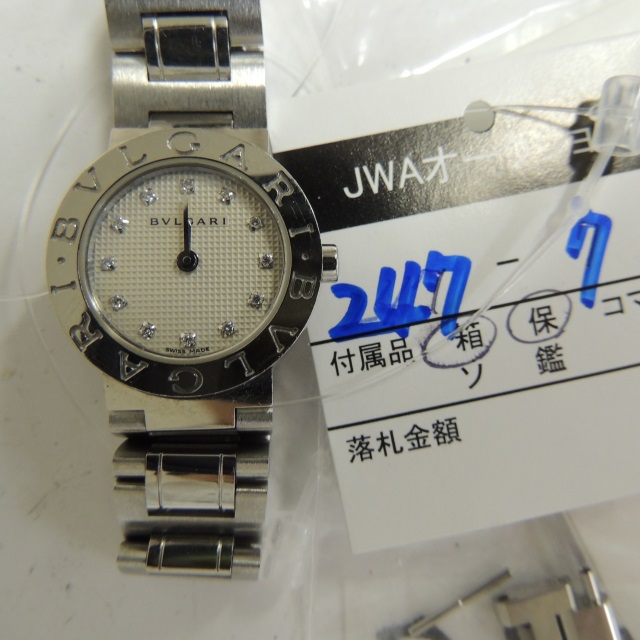 BVLGARI · BVLGARI ·
BVLGARI
SWISS MADE
JWAオー
247 - 7
付属品 箱 保 コマ
ソ 鑑
落札金額